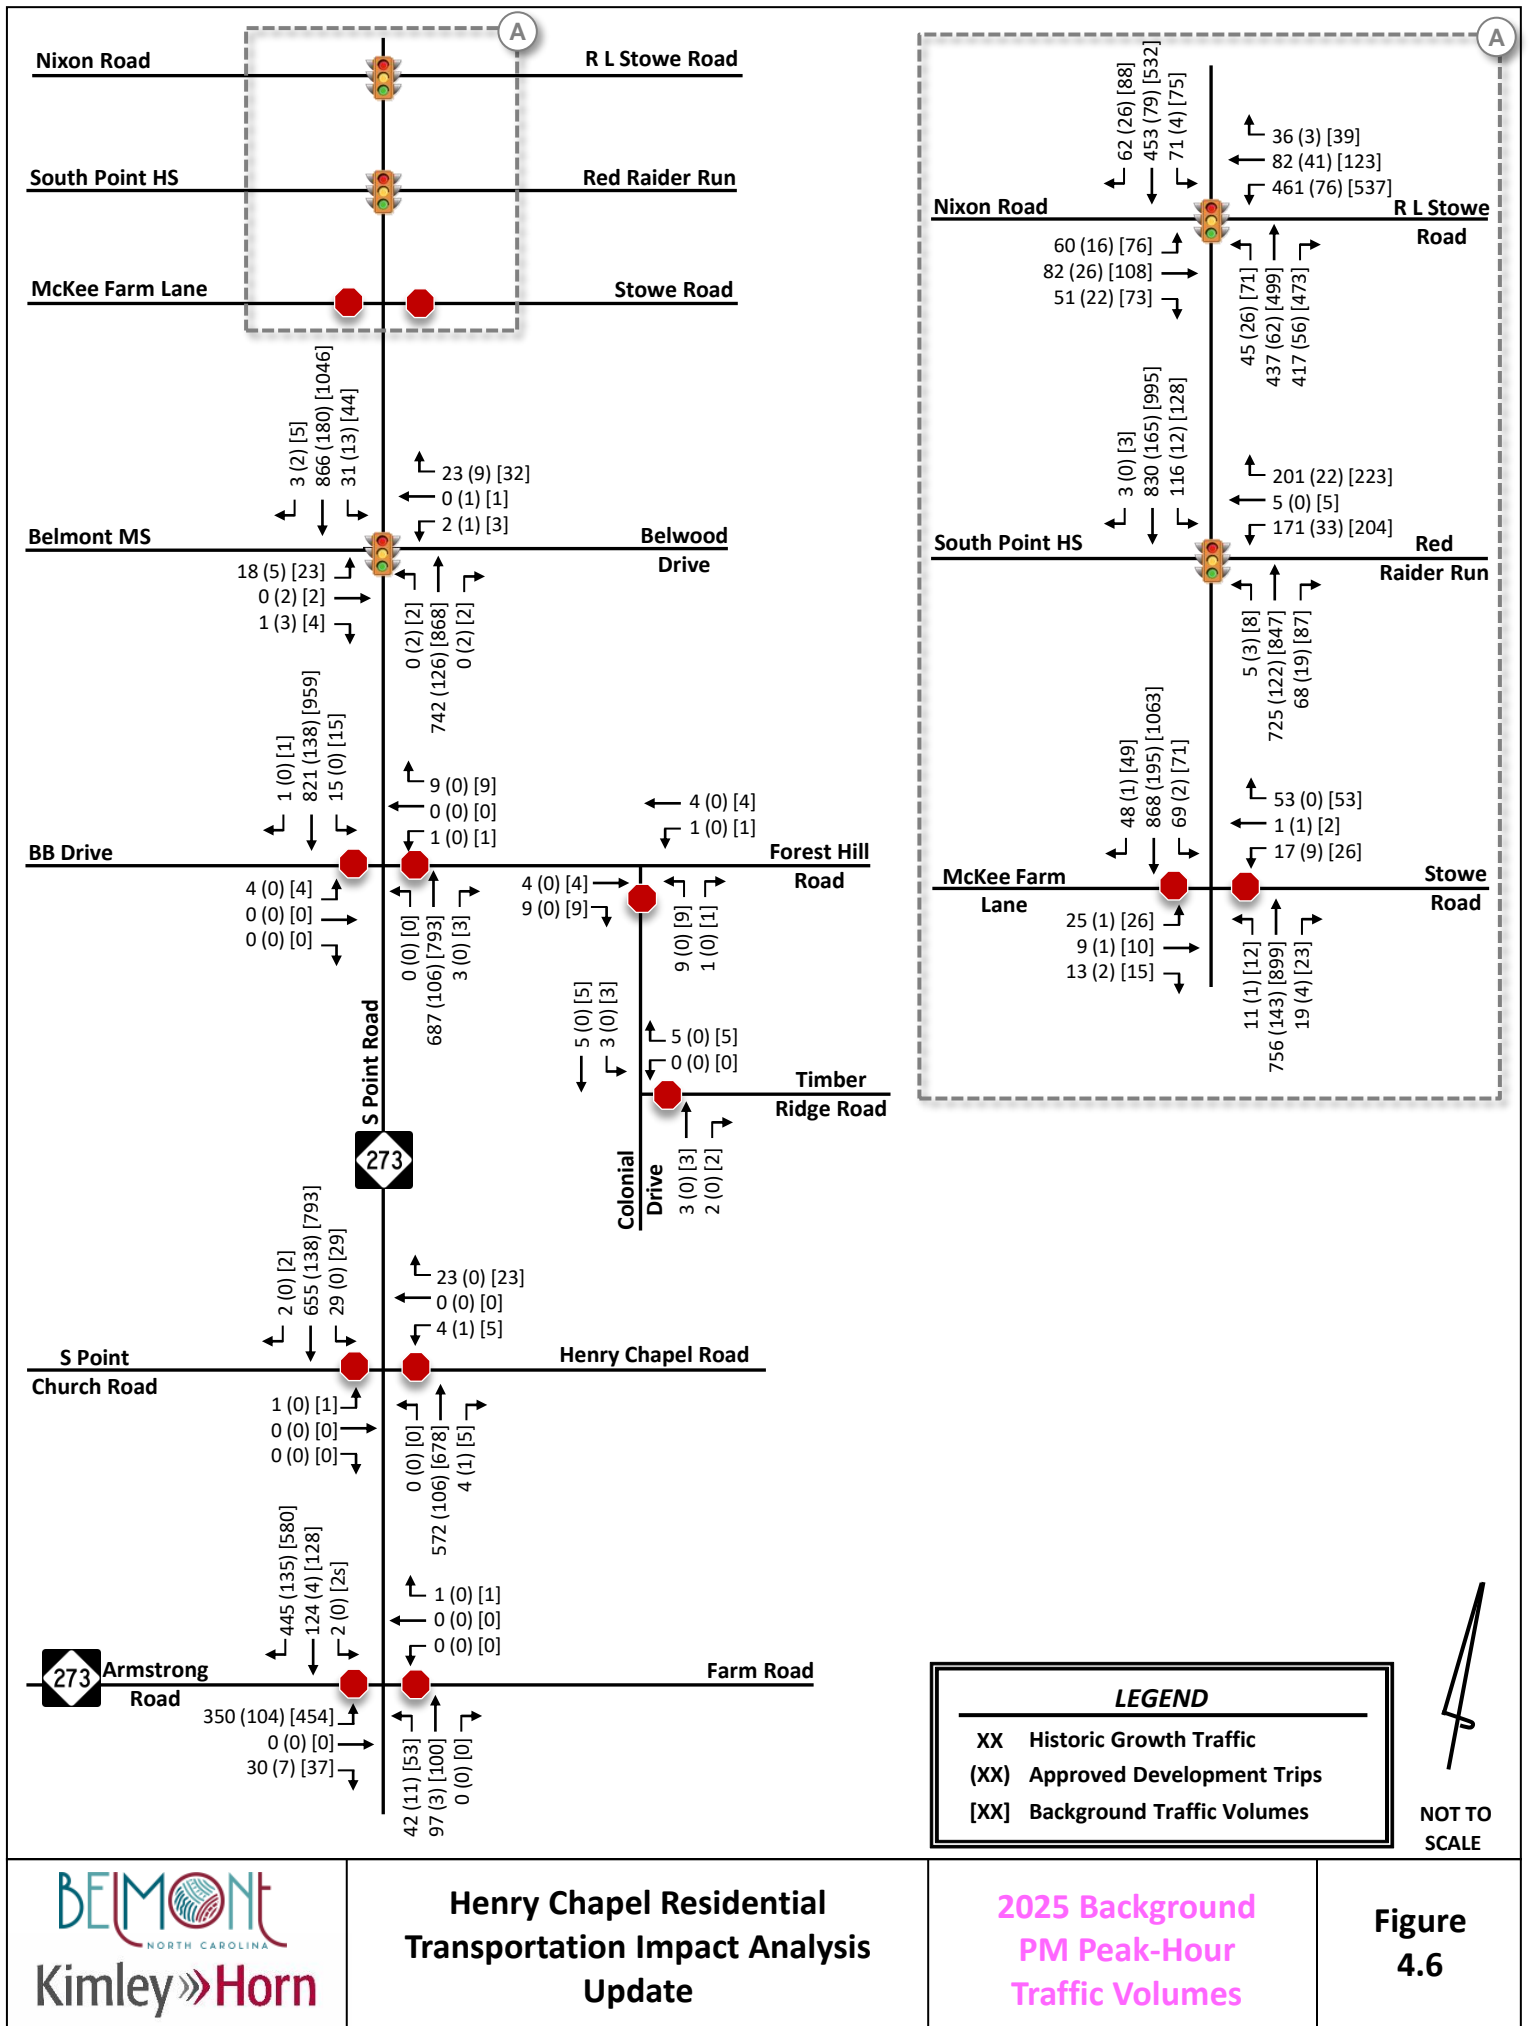 A
Nixon Road
R L Stowe Road
South Point HS
Red Raider Run
McKee Farm Lane
Stowe Road
3 (2) [5]
866 (180) [1046]
31 (13) [44]
23 (9) [32]
0 (1) [1]
2 (1) [3]
Belmont MS
Belwood
Drive
18 (5) [23]
0 (2) [2]
1 (3) [4]
0 (2) [2]
742 (126) [868]
0 (2) [2]
1 (0) [1]
821 (138) [959]
15 (0) [15]
9 (0) [9]
0 (0) [0]
1 (0) [1]
4 (0) [4]
1 (0) [1]
BB Drive
Forest Hill
Road
4 (0) [4]
0 (0) [0]
0 (0) [0]
0 (0) [0]
687 (106) [793]
3 (0) [3]
4 (0) [4]
9 (0) [9]
9 (0) [9]
1 (0) [1]
S Point Road
5 (0) [5]
3 (0) [3]
5 (0) [5]
0 (0) [0]
Timber
Ridge Road
273
Colonial
Drive
3 (0) [3]
2 (0) [2]
2 (0) [2]
655 (138) [793]
29 (0) [29]
23 (0) [23]
0 (0) [0]
4 (1) [5]
S Point
Church Road
Henry Chapel Road
1 (0) [1]
0 (0) [0]
0 (0) [0]
0 (0) [0]
572 (106) [678]
4 (1) [5]
445 (135) [580]
124 (4) [128]
2 (0) [2s]
1 (0) [1]
0 (0) [0]
0 (0) [0]
273
Armstrong
Road
Farm Road
350 (104) [454]
0 (0) [0]
30 (7) [37]
42 (11) [53]
97 (3) [100]
0 (0) [0]
A
62 (26) [88]
453 (79) [532]
71 (4) [75]
36 (3) [39]
82 (41) [123]
461 (76) [537]
Nixon Road
R L Stowe
Road
60 (16) [76]
82 (26) [108]
51 (22) [73]
45 (26) [71]
437 (62) [499]
417 (56) [473]
3 (0) [3]
830 (165) [995]
116 (12) [128]
201 (22) [223]
5 (0) [5]
171 (33) [204]
South Point HS
Red
Raider Run
5 (3) [8]
725 (122) [847]
68 (19) [87]
48 (1) [49]
868 (195) [1063]
69 (2) [71]
53 (0) [53]
1 (1) [2]
17 (9) [26]
McKee Farm
Lane
Stowe
Road
25 (1) [26]
9 (1) [10]
13 (2) [15]
11 (1) [12]
756 (143) [899]
19 (4) [23]
LEGEND
XX Historic Growth Traffic
(XX) Approved Development Trips
[XX] Background Traffic Volumes
NOT TO
SCALE
BELMONT
NORTH CAROLINA
Kimley»Horn
Henry Chapel Residential
Transportation Impact Analysis
Update
2025 Background
PM Peak-Hour
Traffic Volumes
Figure
4.6